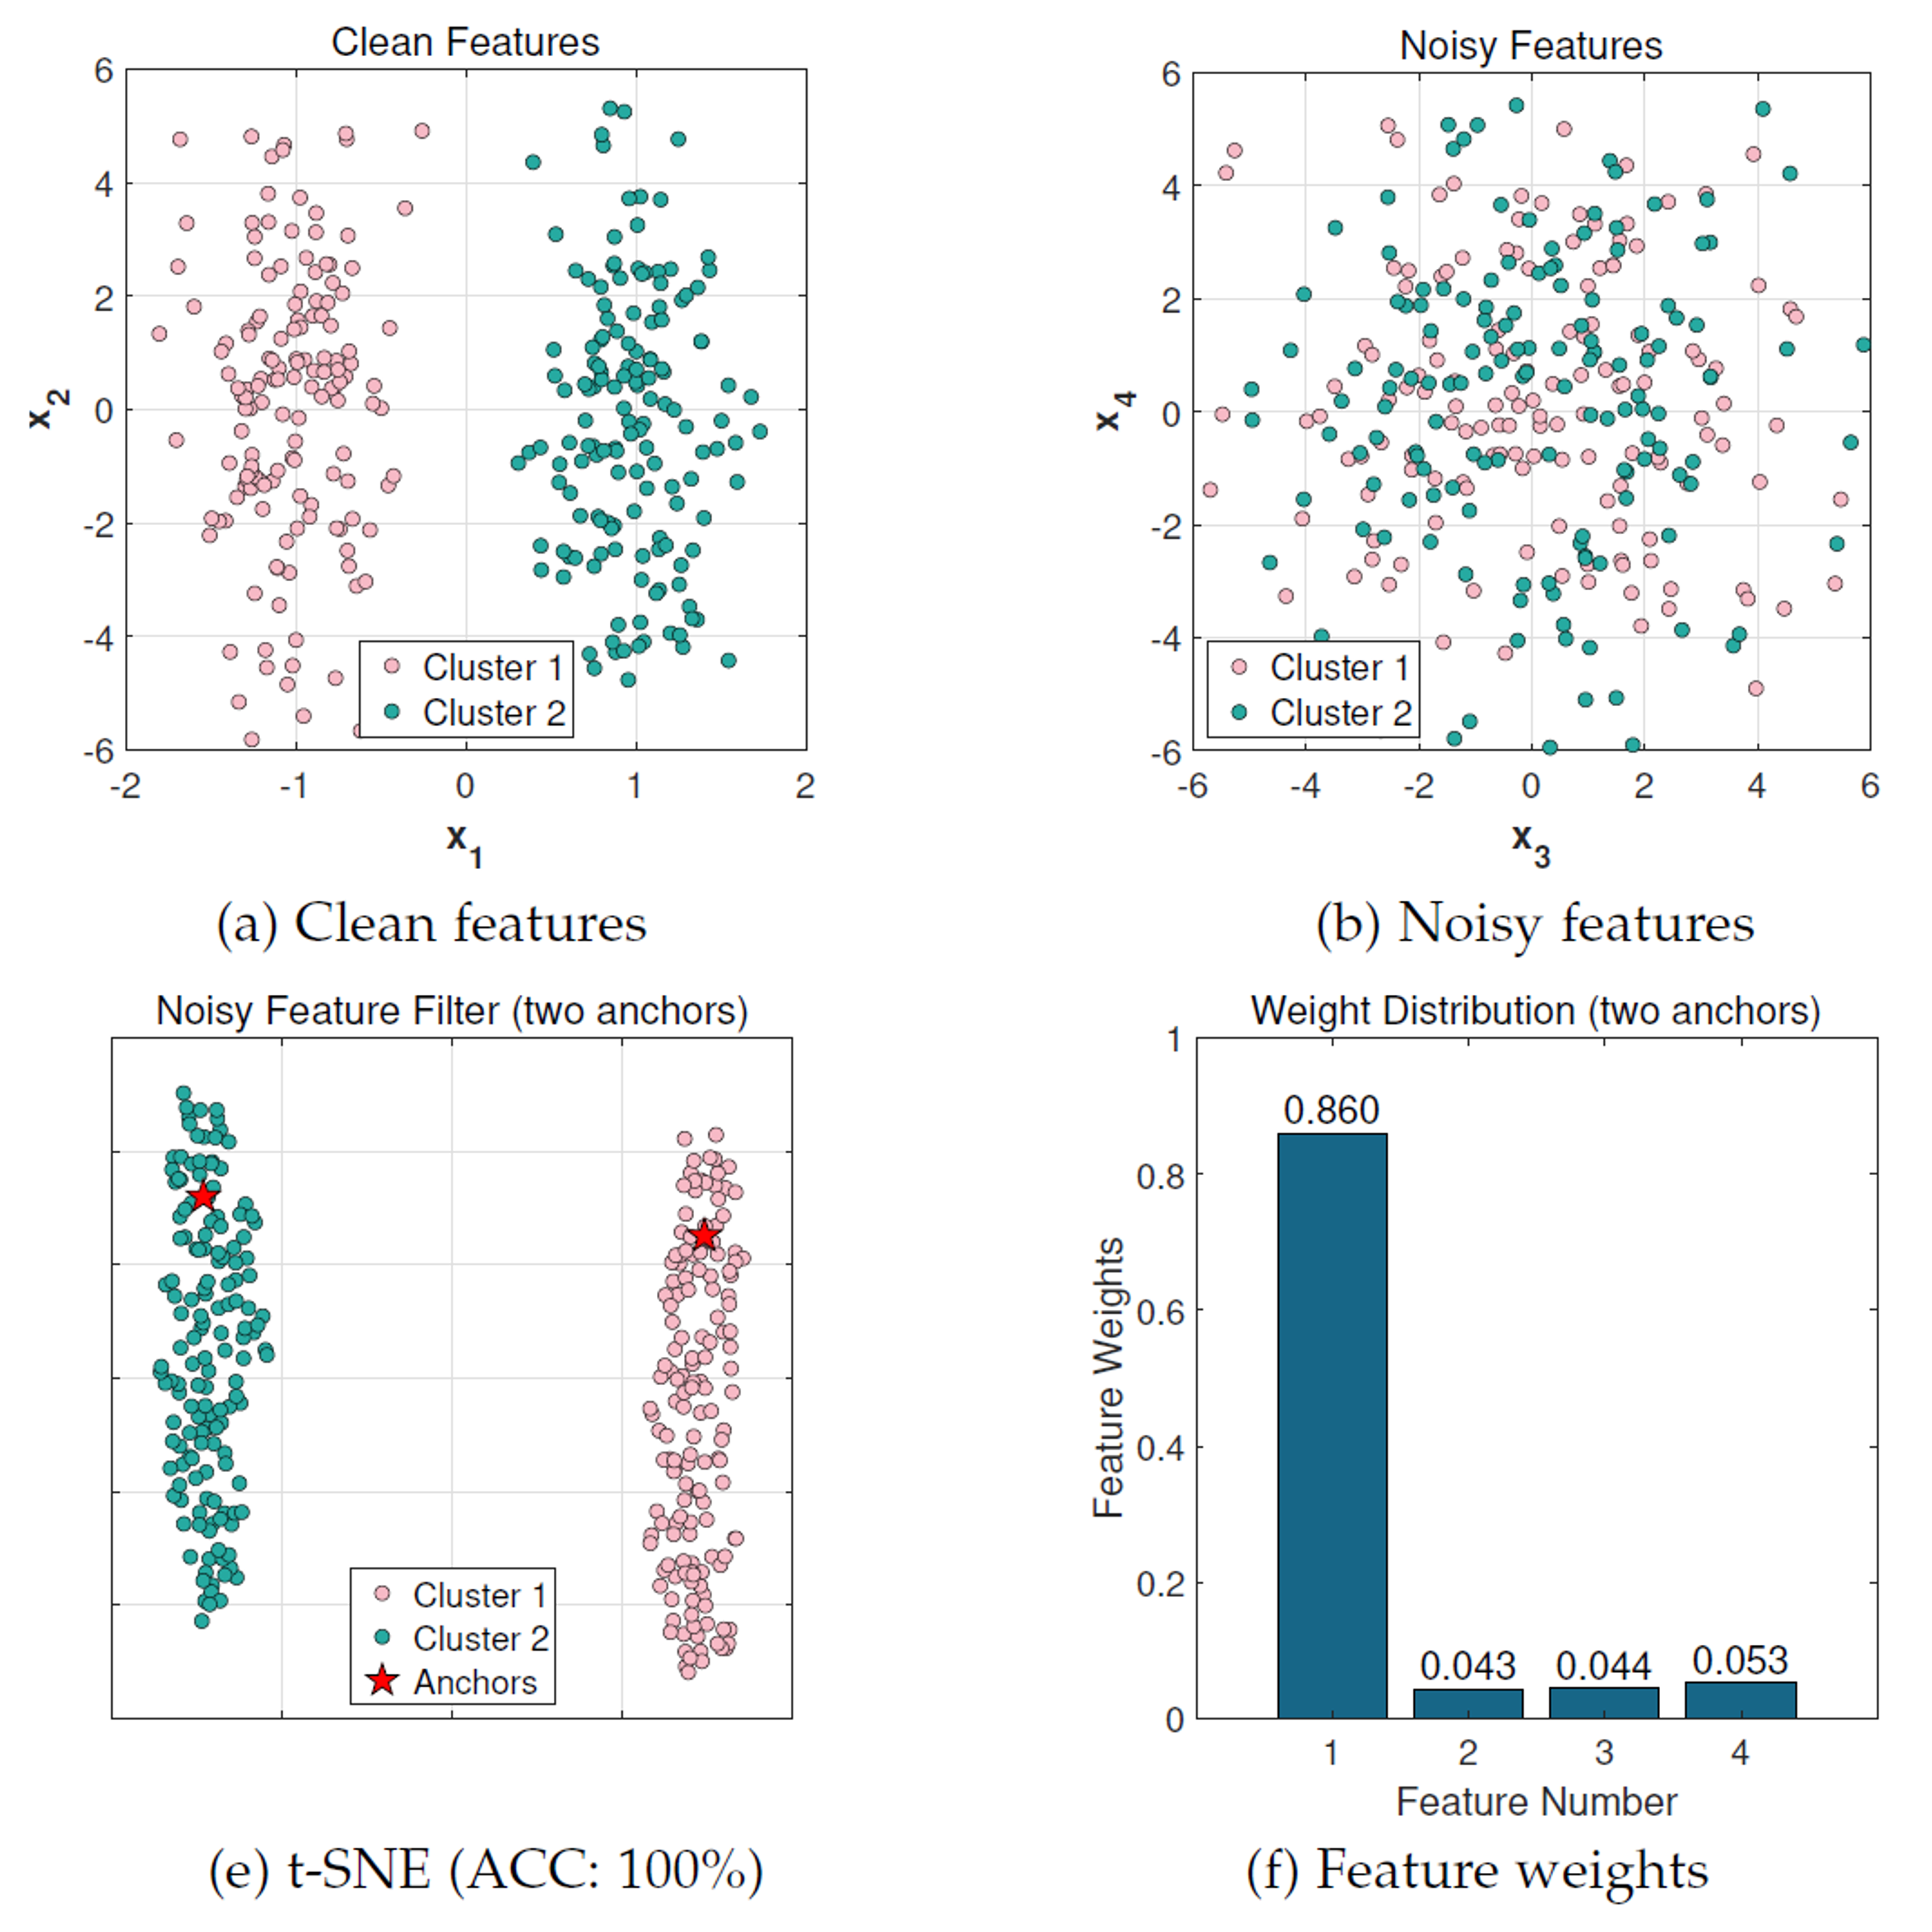 Clean Features
6
4
2
0
-2
-4
-6
x2
Cluster 1
Cluster 2
-2 -1 0 1 2
x1
(a) Clean features
Noisy Features
6
4
2
0
-2
-4
-6
x4
Cluster 1
Cluster 2
-6 -4 -2 0 2 4 6
x3
(b) Noisy features
Noisy Feature Filter (two anchors)
Cluster 1
Cluster 2
Anchors
(e) t-SNE (ACC: 100%)
Weight Distribution (two anchors)
1
0.8
0.6
0.4
0.2
0
Feature Weights
0.860
0.043 0.044 0.053
1 2 3 4
Feature Number
(f) Feature weights